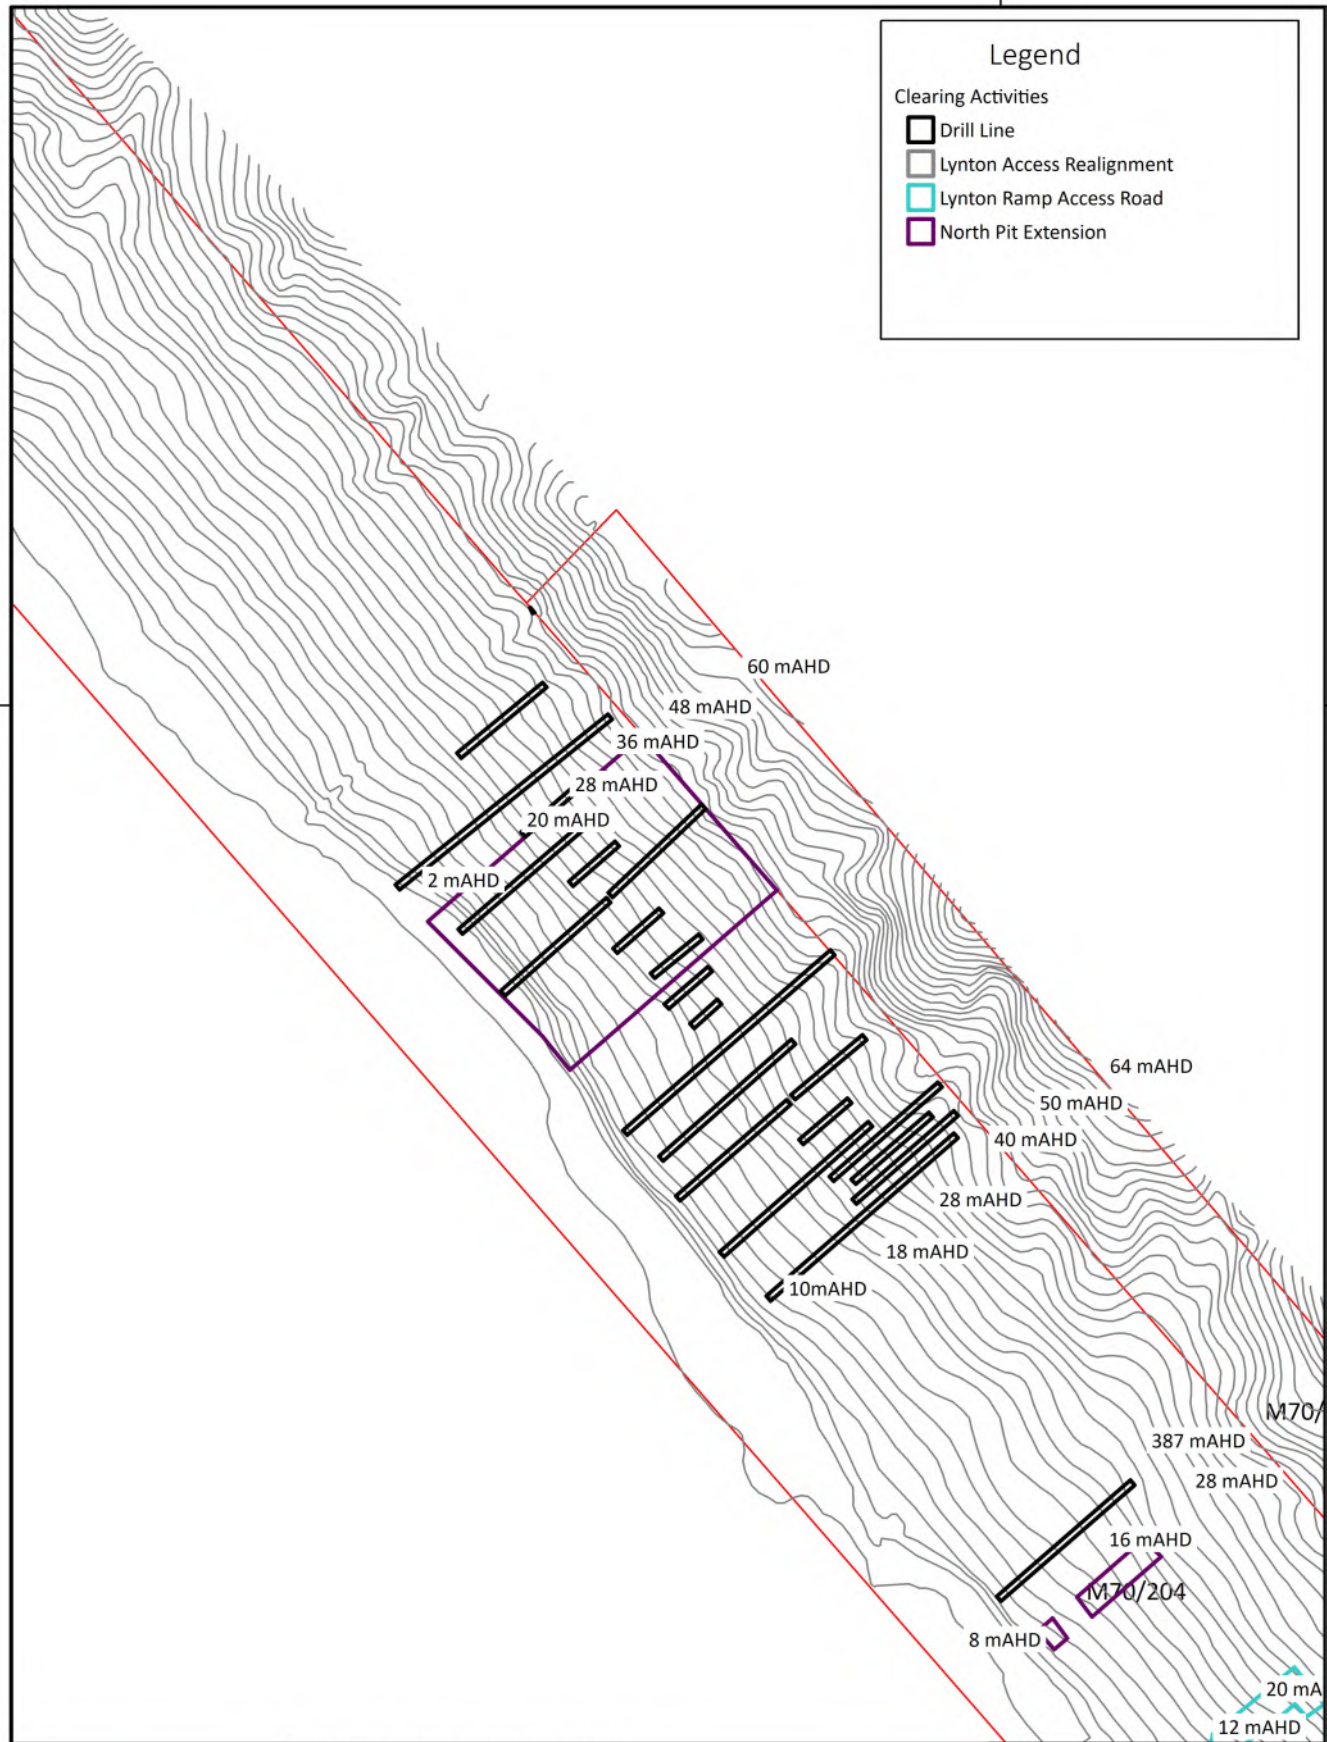 Legend
Clearing Activities
Drill Line
Lynton Access Realignment
Lynton Ramp Access Road
North Pit Extension
60 mAHD
48 mAHD
36 mAHD
28 mAHD
20 mAHD
2 mAHD
64 mAHD
50 mAHD
40 mAHD
28 mAHD
18 mAHD
10mAHD
M70/
387 mAHD
28 mAHD
16 mAHD
M70/204
8 mAHD
20 mA
12 mAHD